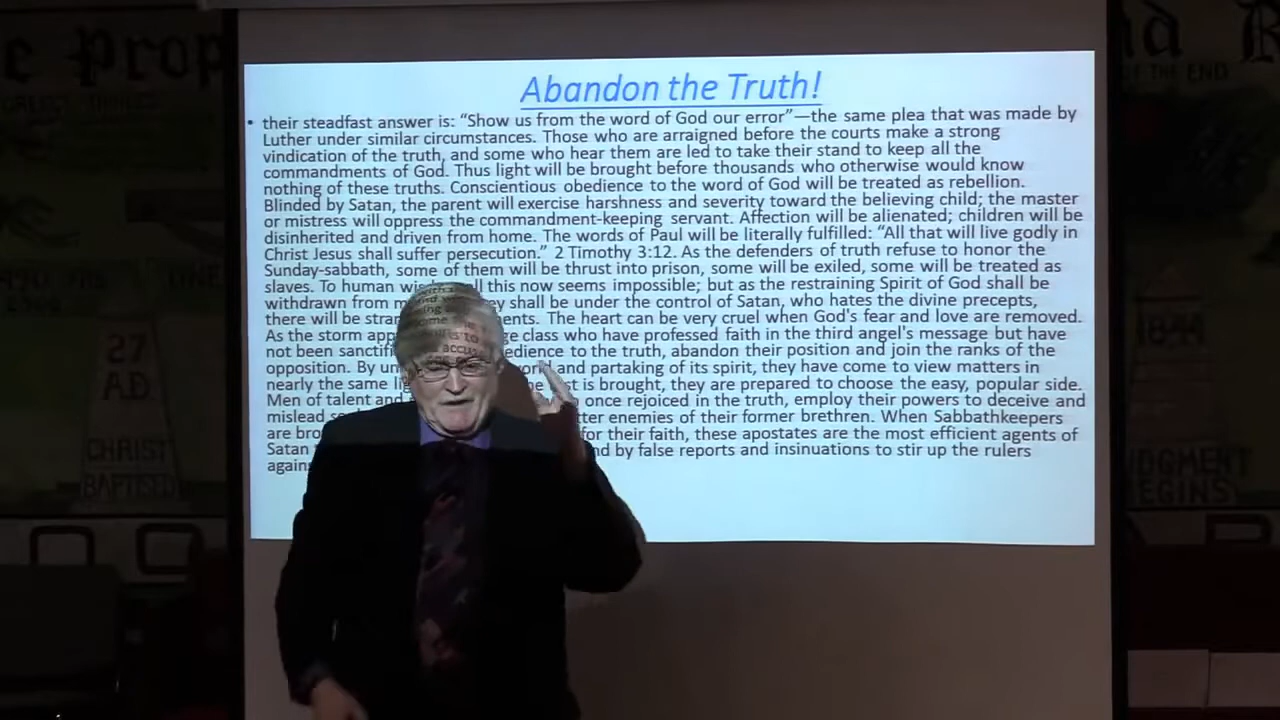 Abandon the Truth!
• their steadfast answer is: “Show us from the word of God our error”—the same plea that was made by
Luther under similar circumstances. Those who are arraigned before the courts make a strong
vindication of the truth, and some who hear them are led to take their stand to keep all the
commandments of God. Thus light will be brought before thousands who otherwise would know
nothing of these truths. Conscientious obedience to the word of God will be treated as rebellion.
Blinded by Satan, the parent will exercise harshness and severity toward the believing child; the master
or mistress will oppress the commandment-keeping servant. Affection will be alienated; children will be
disinherited and driven from home. The words of Paul will be literally fulfilled: “All that will live godly in
Christ Jesus shall suffer persecution.” 2 Timothy 3:12. As the defenders of truth refuse to honor the
Sunday-sabbath, some of them will be thrust into prison, some will be exiled, some will be treated as
slaves. To human all this now seems impossible; but as the restraining Spirit of God shall be
withdrawn from shall be under the control of Satan, who hates the divine precepts,
there will be The heart can be very cruel when God's fear and love are removed.
As the storm class who have professed faith in the third angel's message but have
not been to the truth, abandon their position and join the ranks of the
opposition. By and partaking of its spirit, they have come to view matters in
nearly the same is brought, they are prepared to choose the easy, popular side.
Men of talent and once rejoiced in the truth, employ their powers to deceive and
mislead enemies of their former brethren. When Sabbathkeepers
are for their faith, these apostates are the most efficient agents of
Satan by false reports and insinuations to stir up the rulers
27
A.D.
CHRIST
BAPTISED
1844
BEGINS
OF THE END